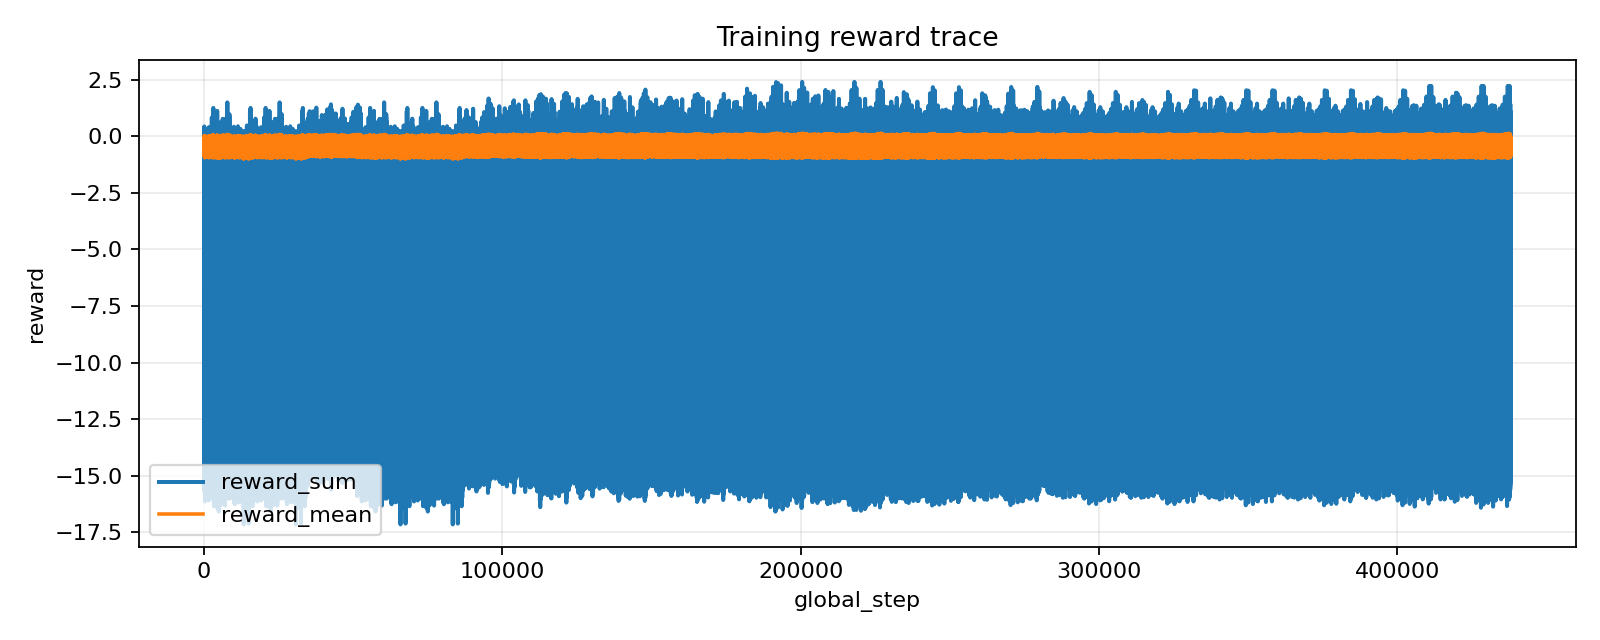 Training reward trace
2.5
0.0
−2.5
−5.0
−7.5
−10.0
−12.5
−15.0
−17.5
reward
reward_sum
reward_mean
0
100000
200000
300000
400000
global_step